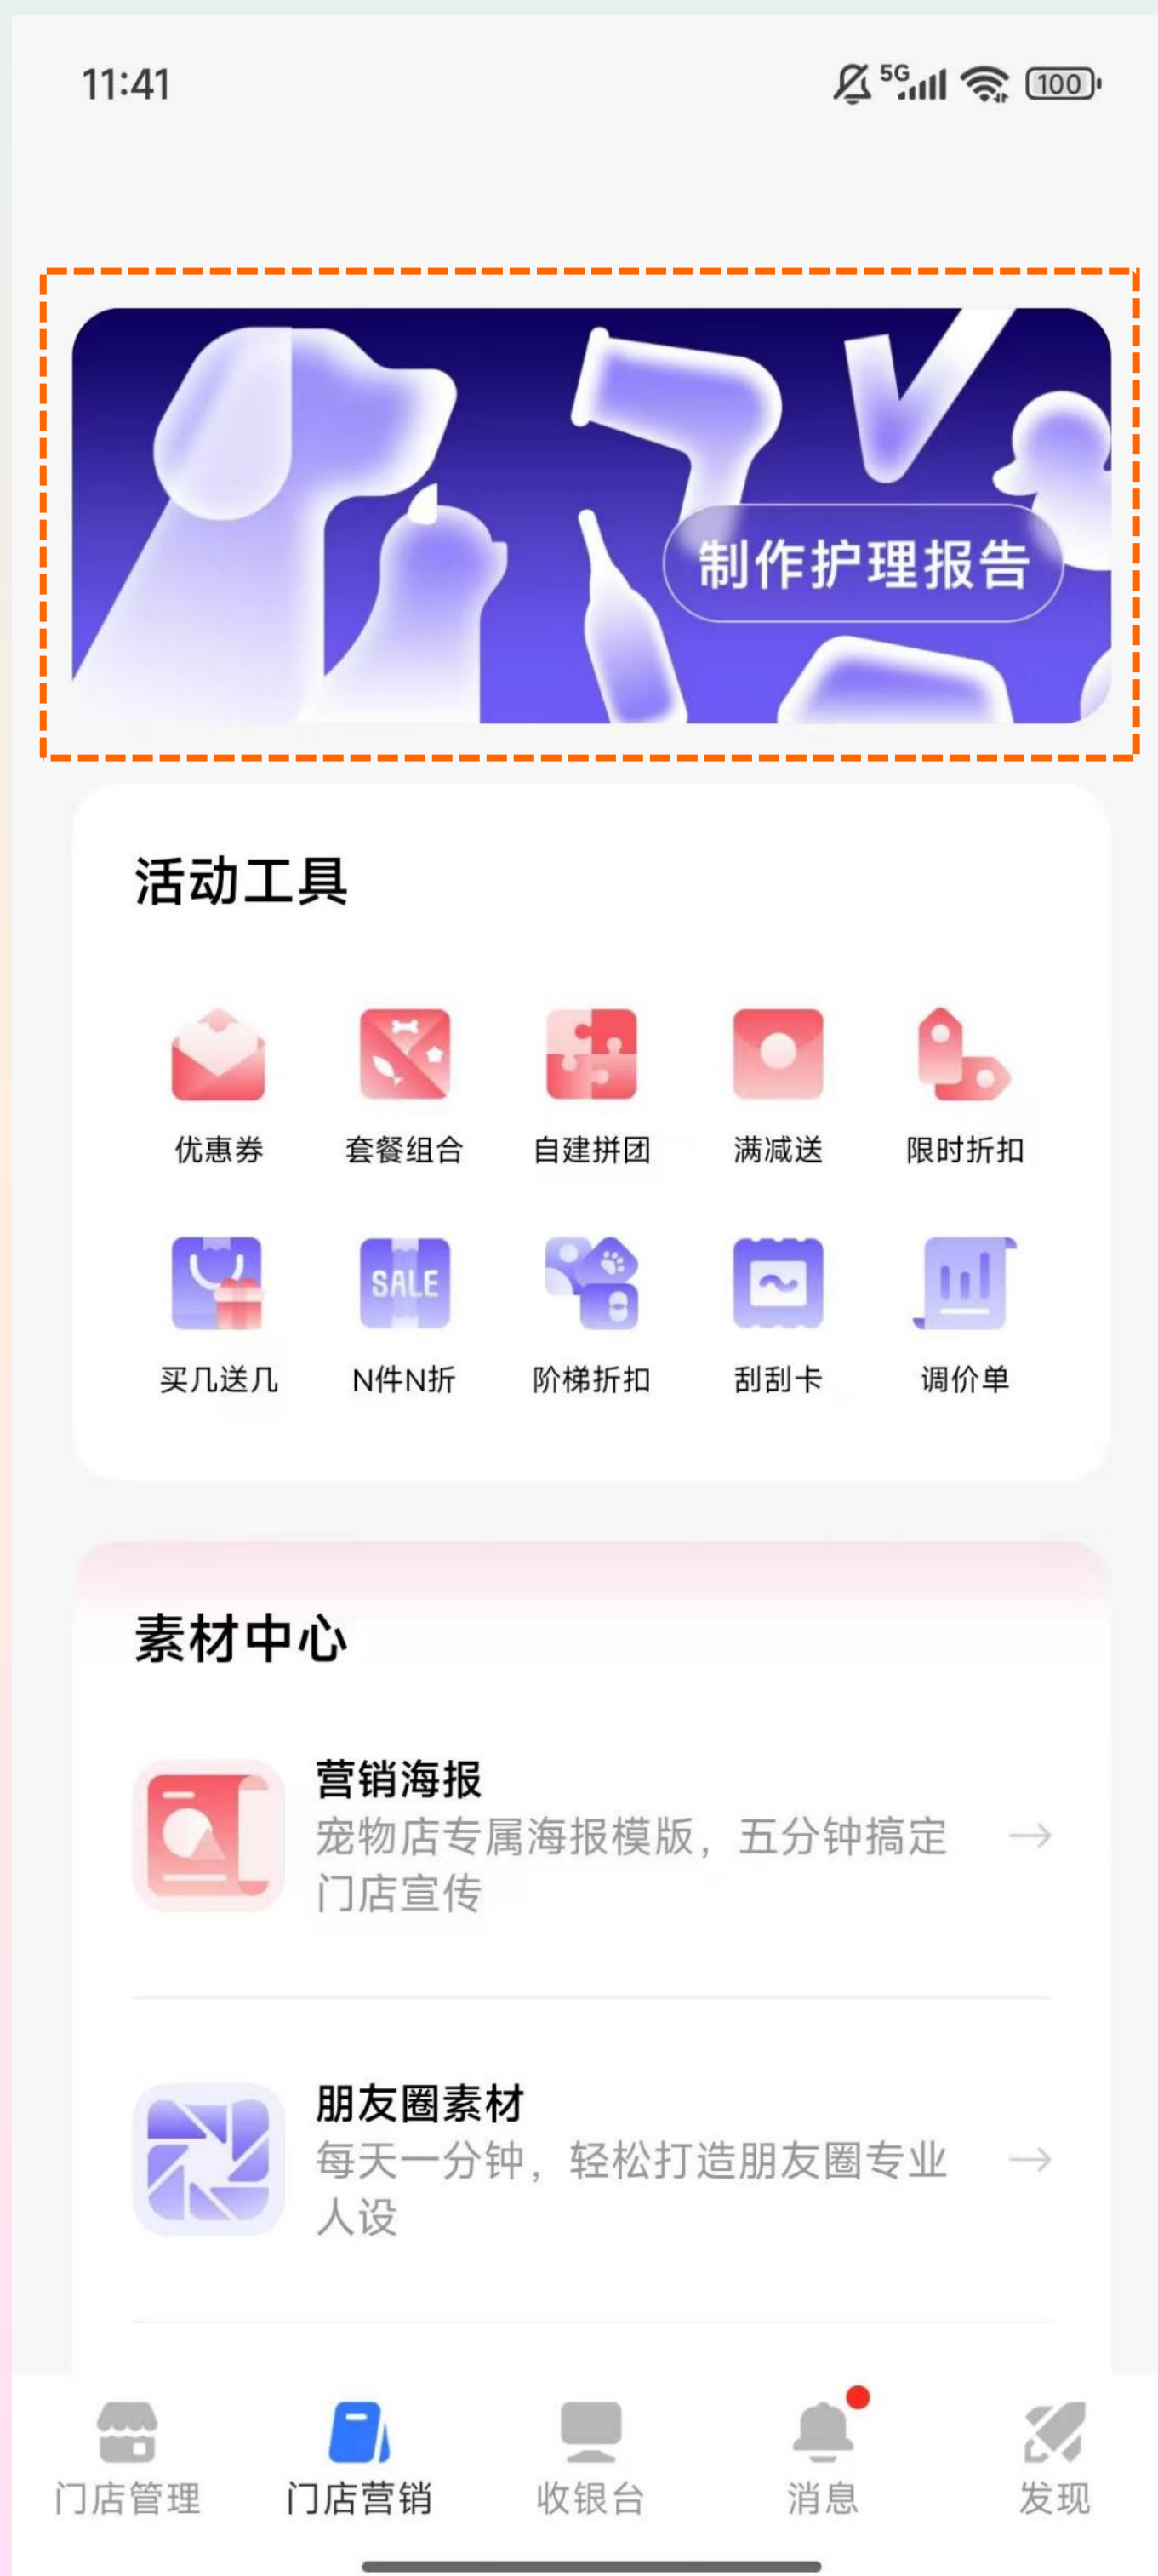 11:41
5G 100
制作护理报告
活动工具
优惠券 套餐组合 自建拼团 满减送 限时折扣
SALE
买几送几 N件N折 阶梯折扣 刮刮卡 调价单
素材中心
营销海报
宠物店专属海报模版，五分钟搞定
门店宣传
朋友圈素材
每天一分钟，轻松打造朋友圈专业
人设
门店管理 门店营销 收银台 消息 发现